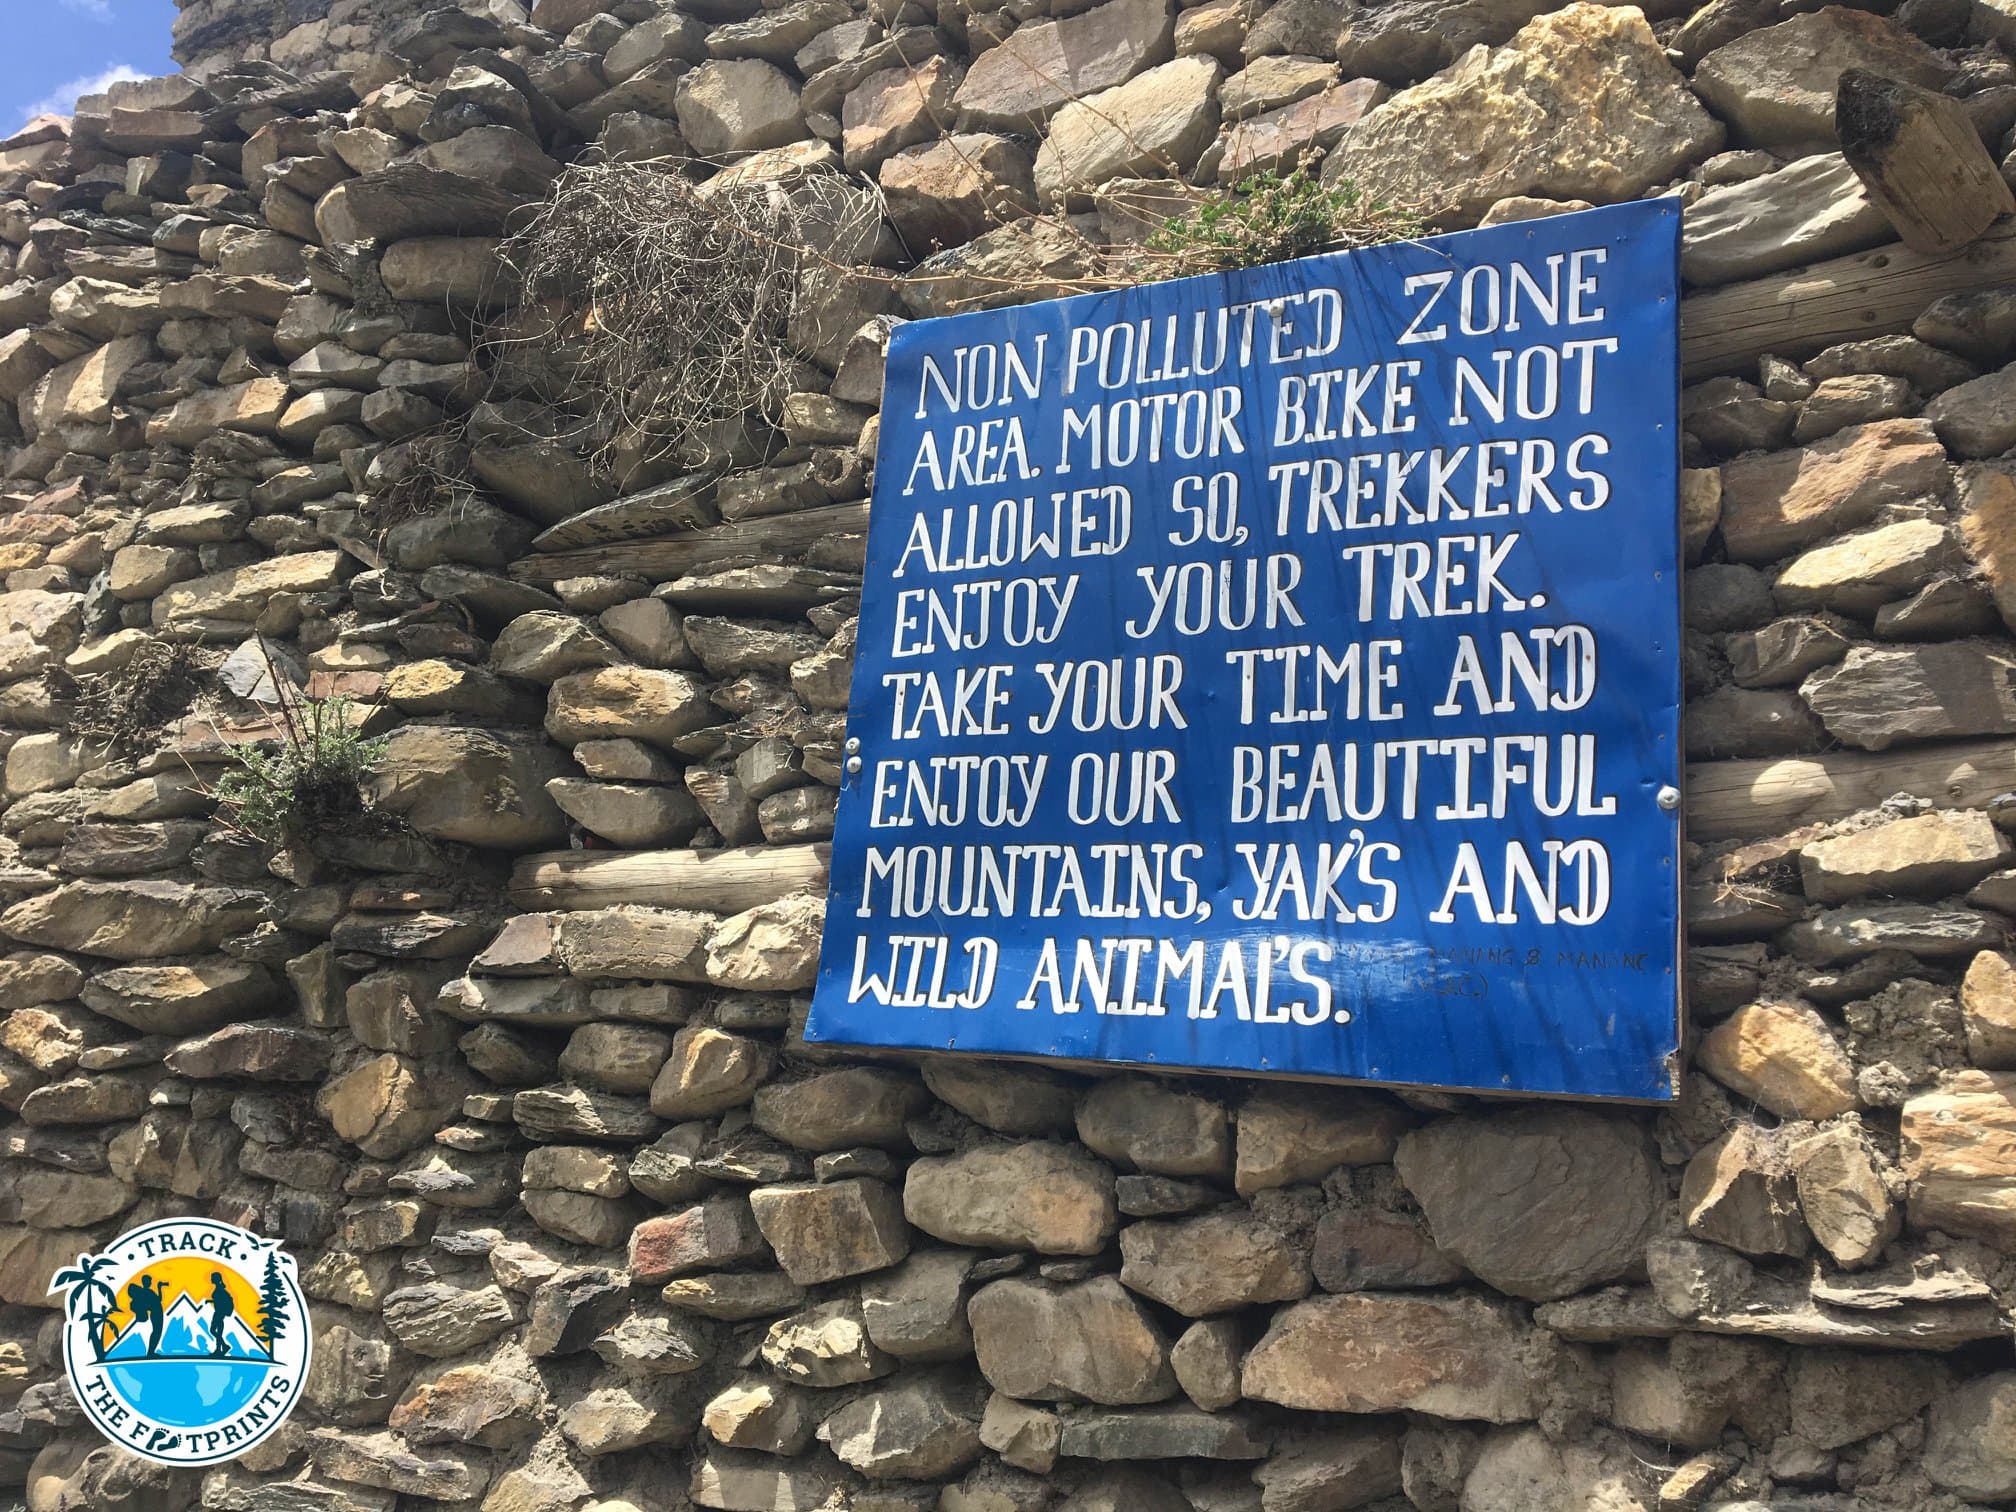 NON POLLUTED ZONE
AREA. MOTOR BIKE NOT
ALLOWED SO, TREKKERS
ENJOY YOUR TREK.
TAKE YOUR TIME AND
ENJOY OUR BEAUTIFUL
MOUNTAINS, YAK'S AND
WILD ANIMAL'S.
TRACK
THE FOOTPRINTS